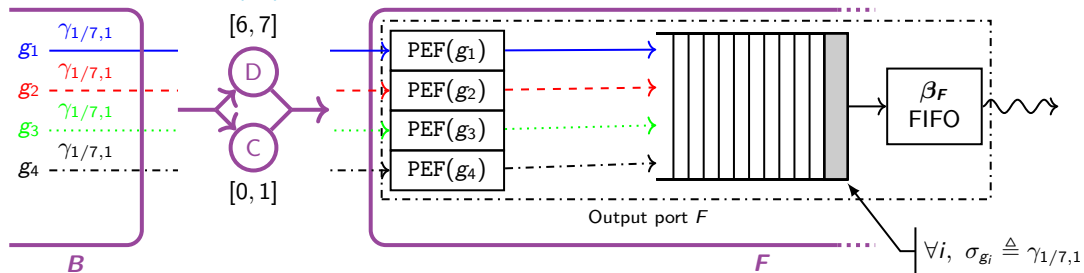 [6, 7]
g1 γ1/7,1
g2 γ1/7,1
g3 γ1/7,1
g4 γ1/7,1
D
C
[0, 1]
B
PEF(g1)
PEF(g2)
PEF(g3)
PEF(g4)
βF
FIFO
Output port F
F
∀i, σgi ≜ γ1/7,1